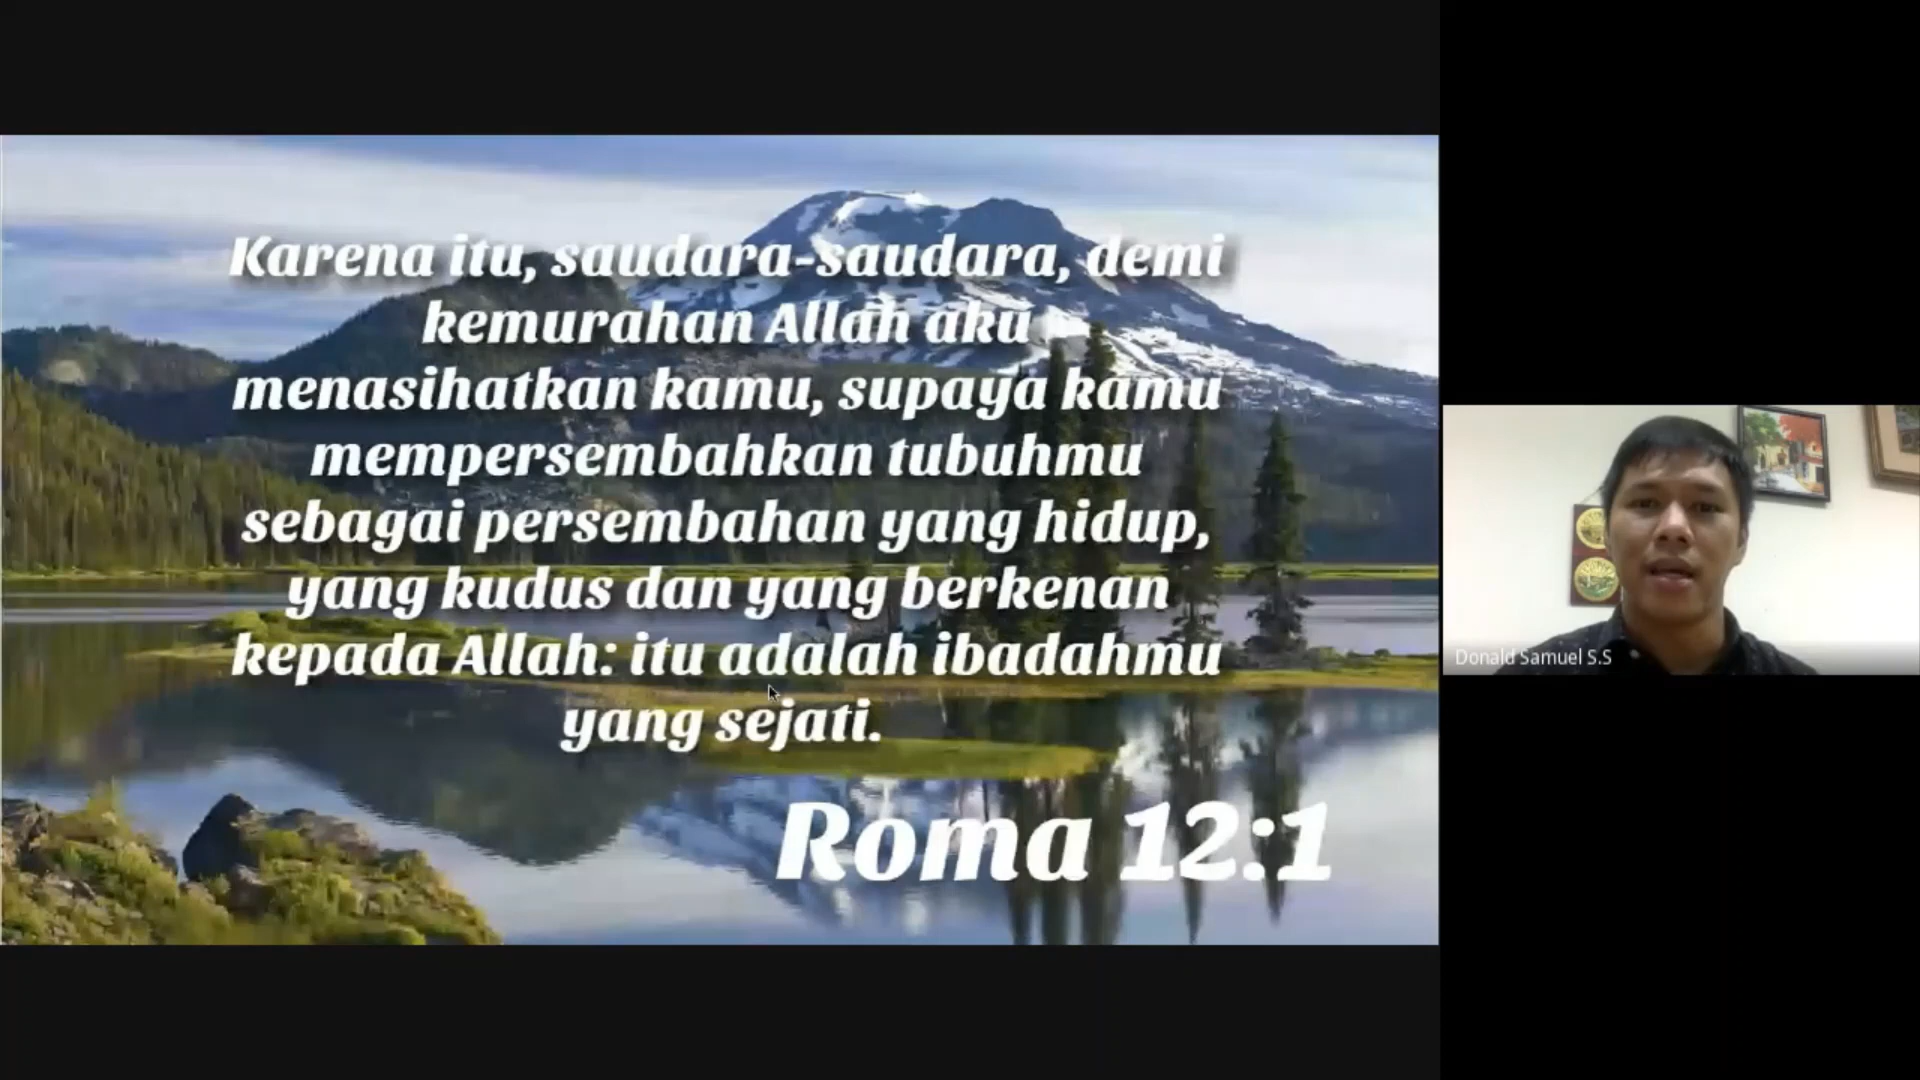 Karena itu, saudara-saudara, demi
kemurahan Allah aku
menasihatkan kamu, supaya kamu
mempersembahkan tubuhmu
sebagai persembahan yang hidup,
yang kudus dan yang berkenan
kepada Allah: itu adalah ibadahmu
yang sejati.
Roma 12:1
Donald Samuel S.S